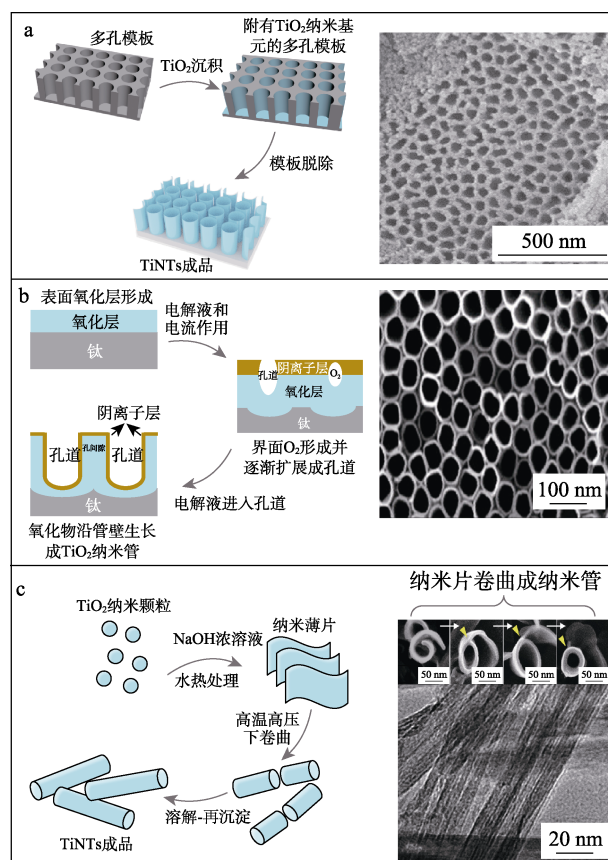 a
多孔模板
TiO₂沉积
附有TiO₂纳米基
元的多孔模板
模板脱除
TiNTs成品
500 nm
b
表面氧化层形成
氧化层
钛
电解液和
电流作用
孔道
阴离子层
O₂
氧化层
钛
界面O₂形成并
逐渐扩展成孔道
阴离子层
孔道
孔间隙
孔道
钛
电解液进入孔道
氧化物沿管壁生长
成TiO₂纳米管
100 nm
c
TiO₂纳米颗粒
NaOH浓溶液
水热处理
纳米薄片
高温高压
下卷曲
溶解-再沉淀
TiNTs成品
纳米片卷曲成纳米管
50 nm
50 nm
50 nm
50 nm
20 nm